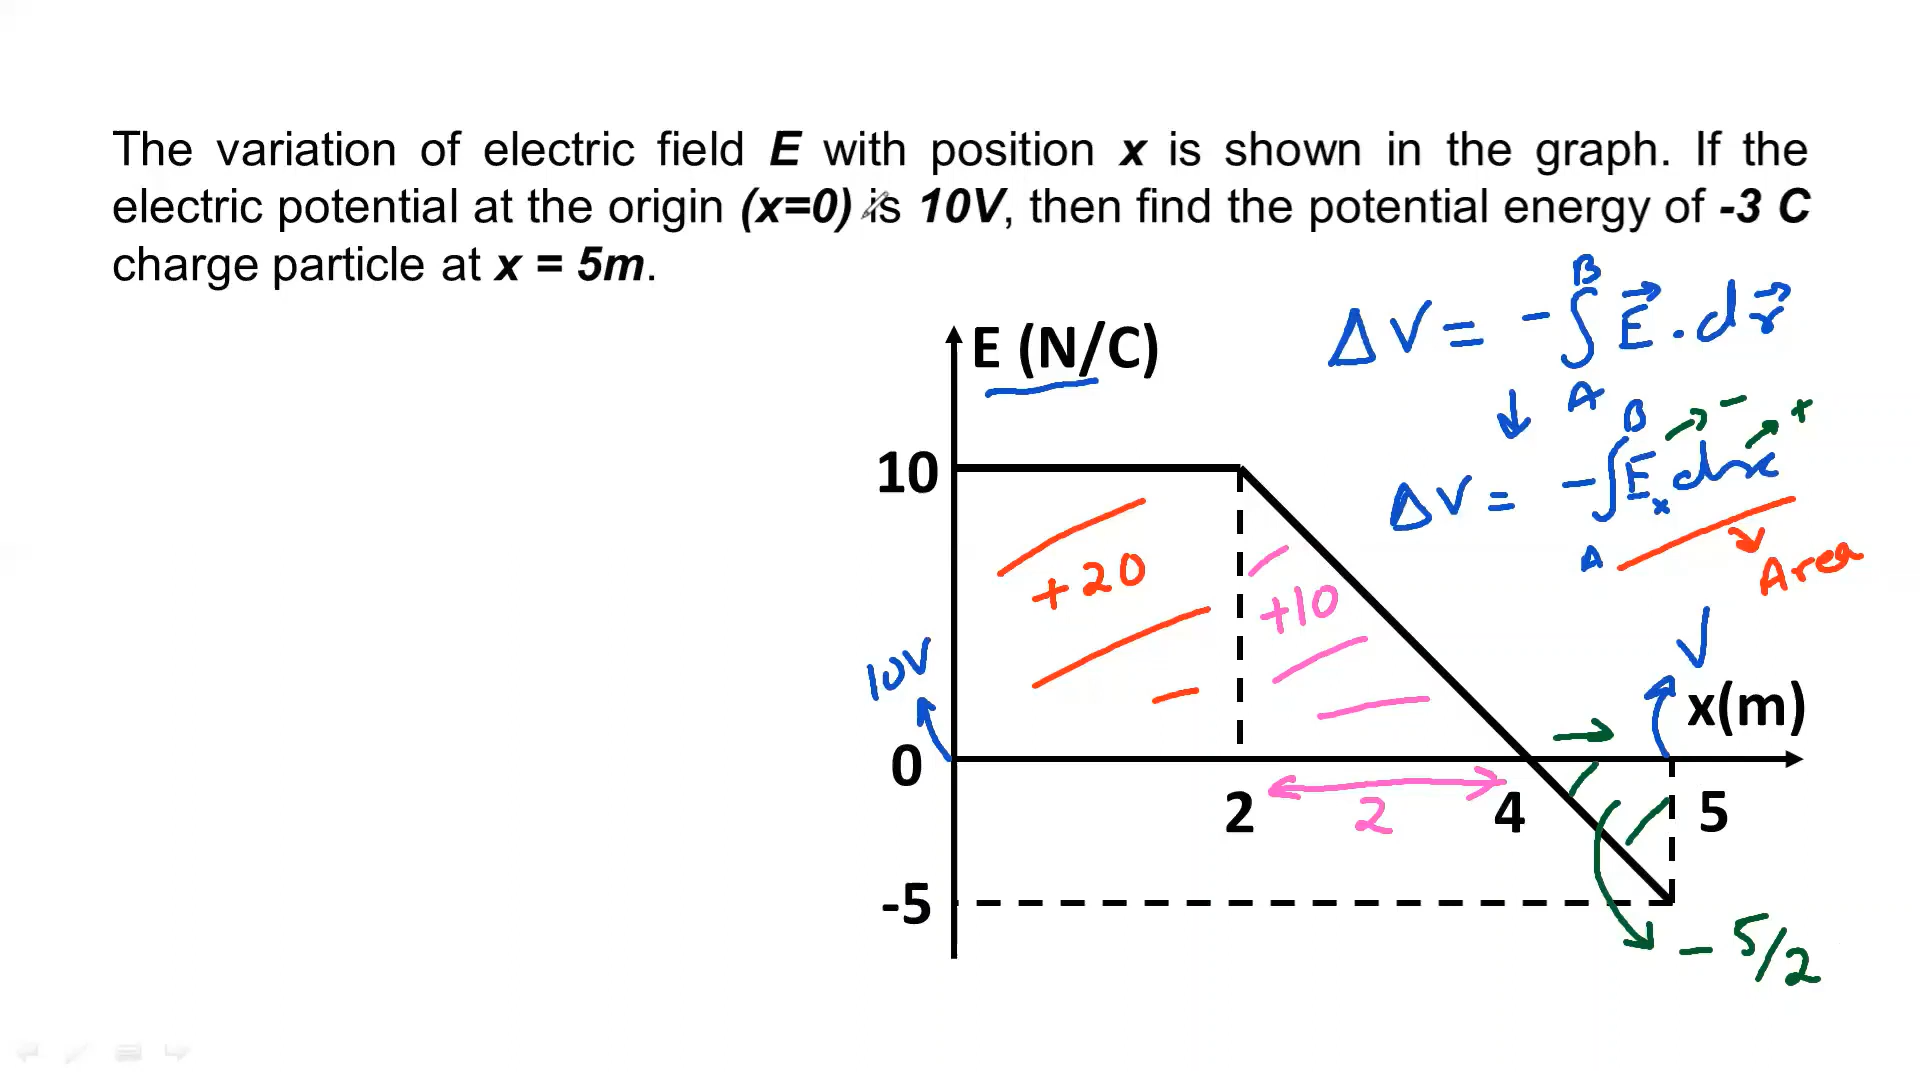 The variation of electric field E with position x is shown in the graph. If the
electric potential at the origin (x=0) is 10V, then find the potential energy of -3 C
charge particle at x = 5m.
B
ΔV = -∫E⃗.dr⃗
A
E (N/C)
B - +
ΔV = -∫Eₓdx
A
Area
10
+20
+10
10V
V
x(m)
0
2
2
4
5
-5
- 5/2